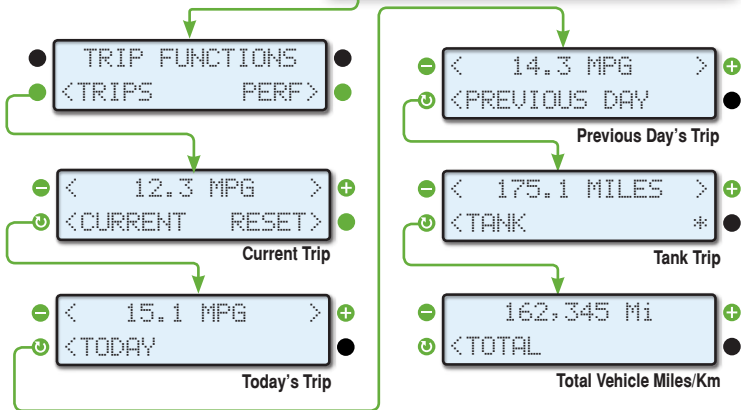 TRIP FUNCTIONS
<TRIPS PERF>
< 12.3 MPG >
<CURRENT RESET>
Current Trip
< 15.1 MPG >
<TODAY
Today's Trip
< 14.3 MPG >
<PREVIOUS DAY
Previous Day's Trip
< 175.1 MILES >
<TANK *
Tank Trip
162,345 Mi
<TOTAL
Total Vehicle Miles/Km